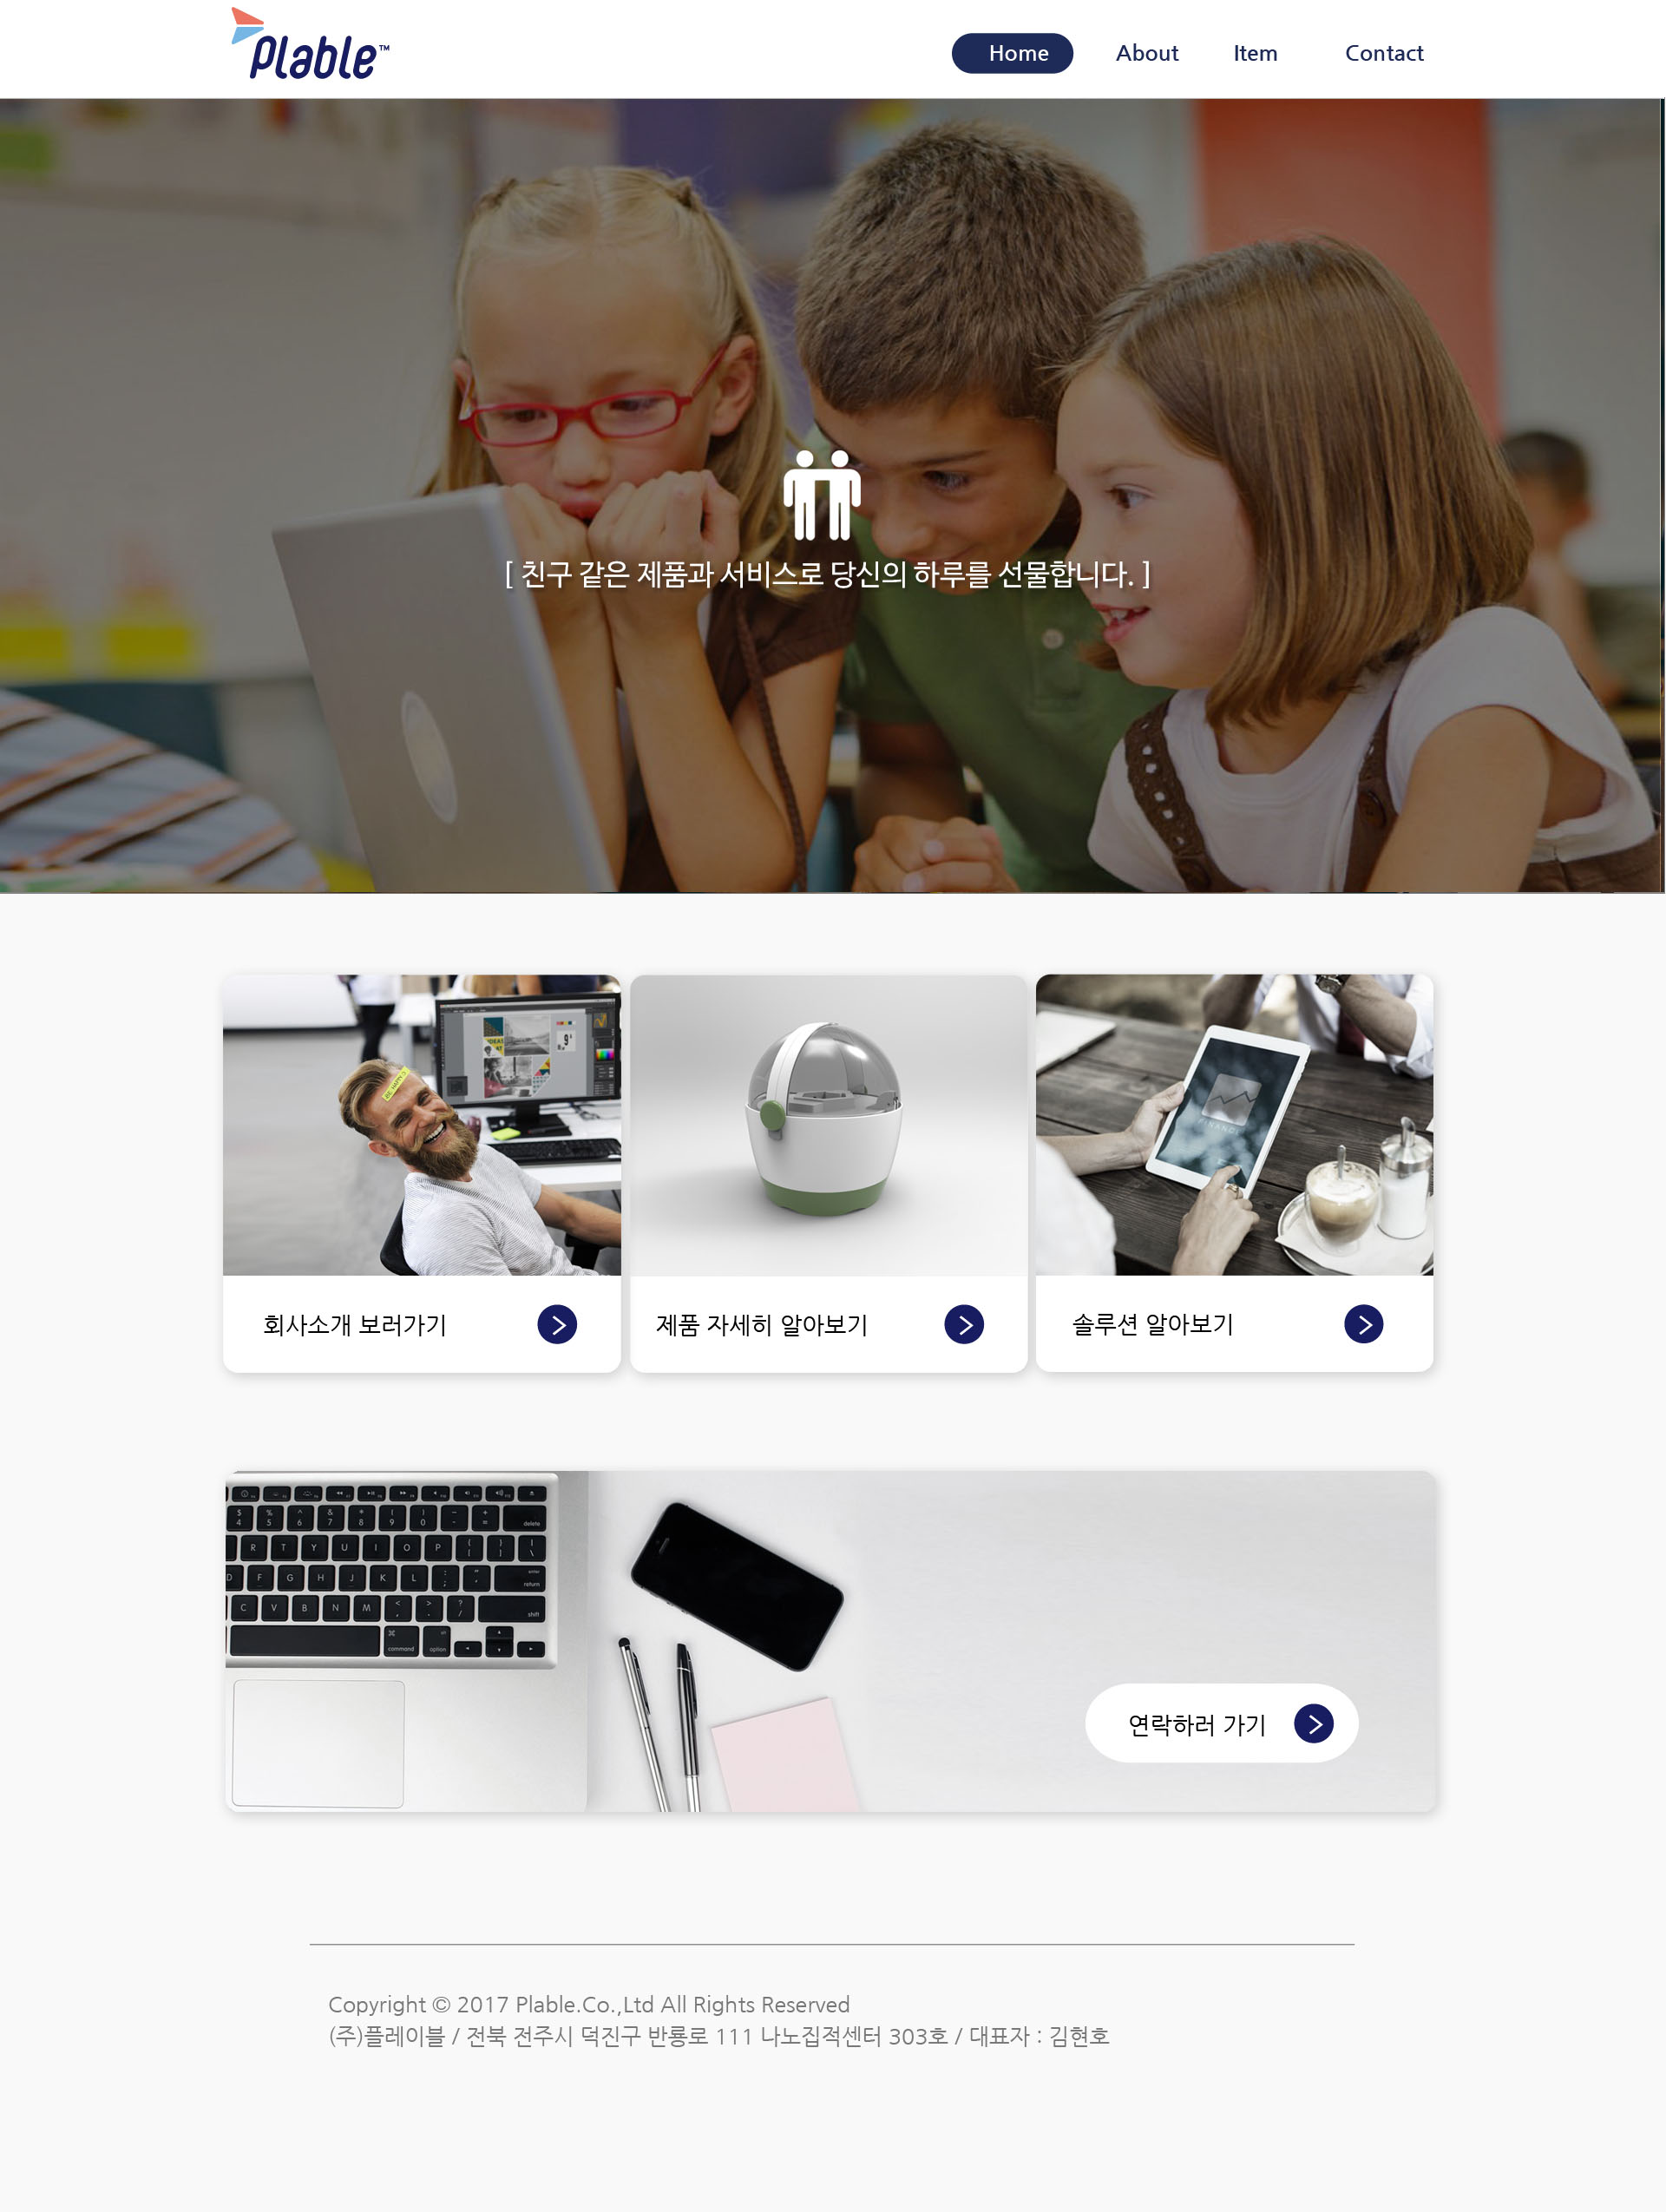 Plable™
Home About Item Contact
[ 친구 같은 제품과 서비스로 당신의 하루를 선물합니다. ]
회사소개 보러가기
제품 자세히 알아보기
솔루션 알아보기
연락하러 가기
Copyright © 2017 Plable.Co.,Ltd All Rights Reserved
(주)플레이블 / 전북 전주시 덕진구 반룡로 111 나노집적센터 303호 / 대표자 : 김현호